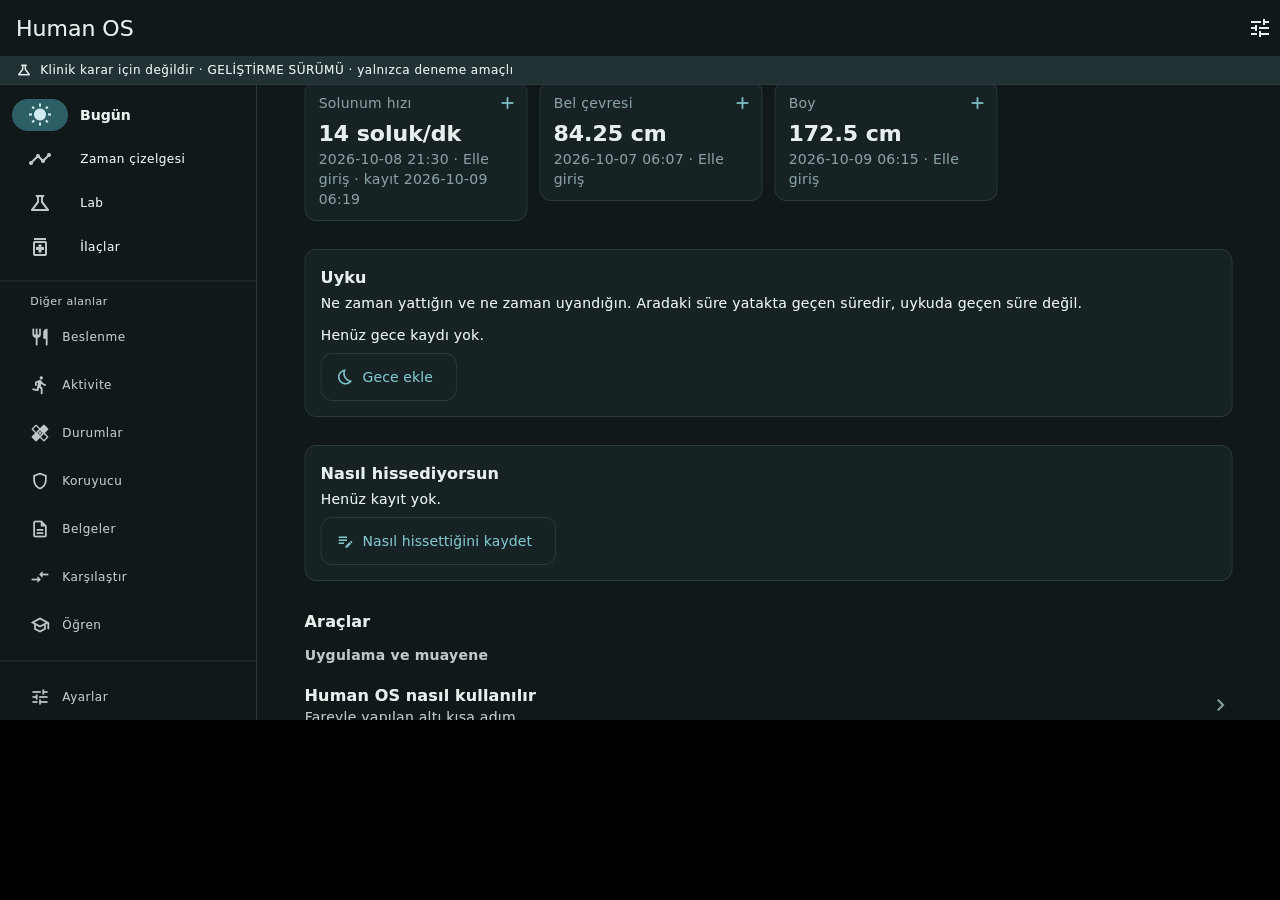 Human OS
Klinik karar için değildir · GELİŞTİRME SÜRÜMÜ · yalnızca deneme amaçlı
Bugün
Zaman çizelgesi
Lab
İlaçlar
Diğer alanlar
Beslenme
Aktivite
Durumlar
Koruyucu
Belgeler
Karşılaştır
Öğren
Ayarlar
Solunum hızı
14 soluk/dk
2026-10-08 21:30 · Elle
giriş · kayıt 2026-10-09
06:19
Bel çevresi
84.25 cm
2026-10-07 06:07 · Elle
giriş
Boy
172.5 cm
2026-10-09 06:15 · Elle
giriş
Uyku
Ne zaman yattığın ve ne zaman uyandığın. Aradaki süre yatakta geçen süredir, uykuda geçen süre değil.
Henüz gece kaydı yok.
Gece ekle
Nasıl hissediyorsun
Henüz kayıt yok.
Nasıl hissettiğini kaydet
Araçlar
Uygulama ve muayene
Human OS nasıl kullanılır
Fareyle yapılan altı kısa adım